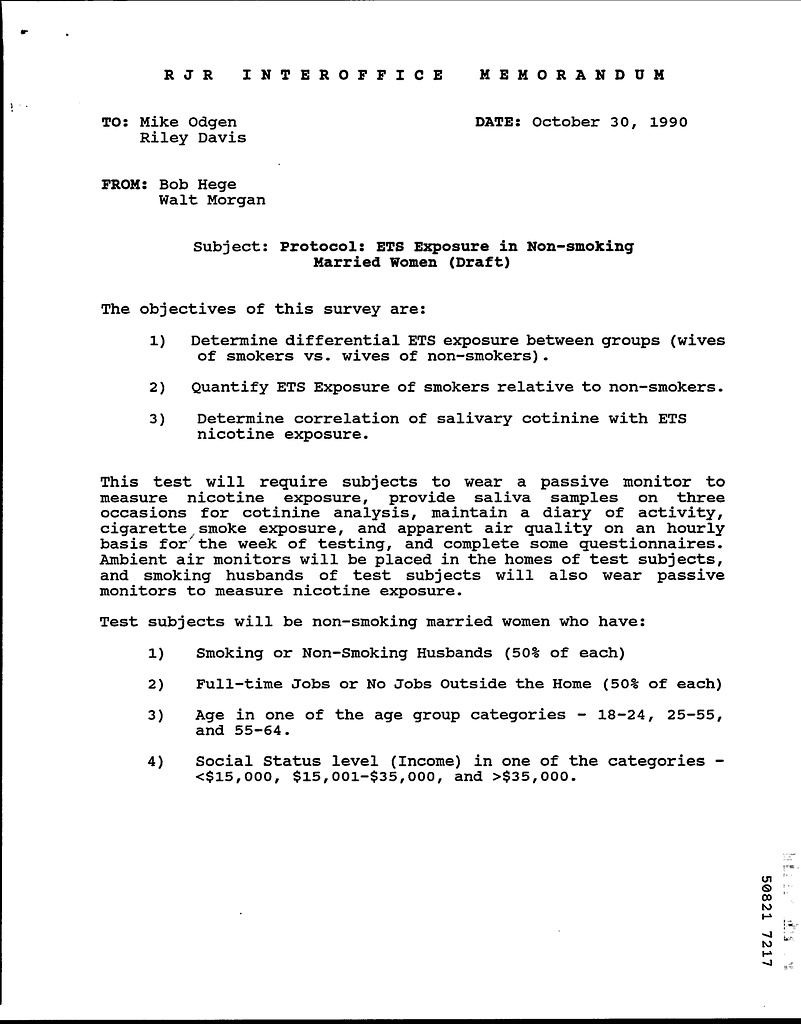 RJR INTEROFFICE MEMORANDUM
TO: Mike Odgen DATE: October 30, 1990
Riley Davis
FROM: Bob Hege
Walt Morgan
Subject: Protocol: ETS Exposure in Non-smoking
Married Women (Draft)
The objectives of this survey are:
1) Determine differential ETS exposure between groups (wives
of smokers vs. wives of non-smokers).
2) Quantify ETS Exposure of smokers relative to non-smokers.
3) Determine correlation of salivary cotinine with ETS
nicotine exposure.
This test will require subjects to wear a passive monitor to
measure nicotine exposure, provide saliva samples on three
occasions for cotinine analysis, maintain a diary of activity,
cigarette smoke exposure, and apparent air quality on an hourly
basis for the week of testing, and complete some questionnaires.
Ambient air monitors will be placed in the homes of test subjects,
and smoking husbands of test subjects will also wear passive
monitors to measure nicotine exposure.
Test subjects will be non-smoking married women who have:
1) Smoking or Non-Smoking Husbands (50% of each)
2) Full-time Jobs or No Jobs Outside the Home (50% of each)
3) Age in one of the age group categories - 18-24, 25-55,
and 55-64.
4) Social Status level (Income) in one of the categories -
<$15,000, $15,001-$35,000, and >$35,000.
50821 7217